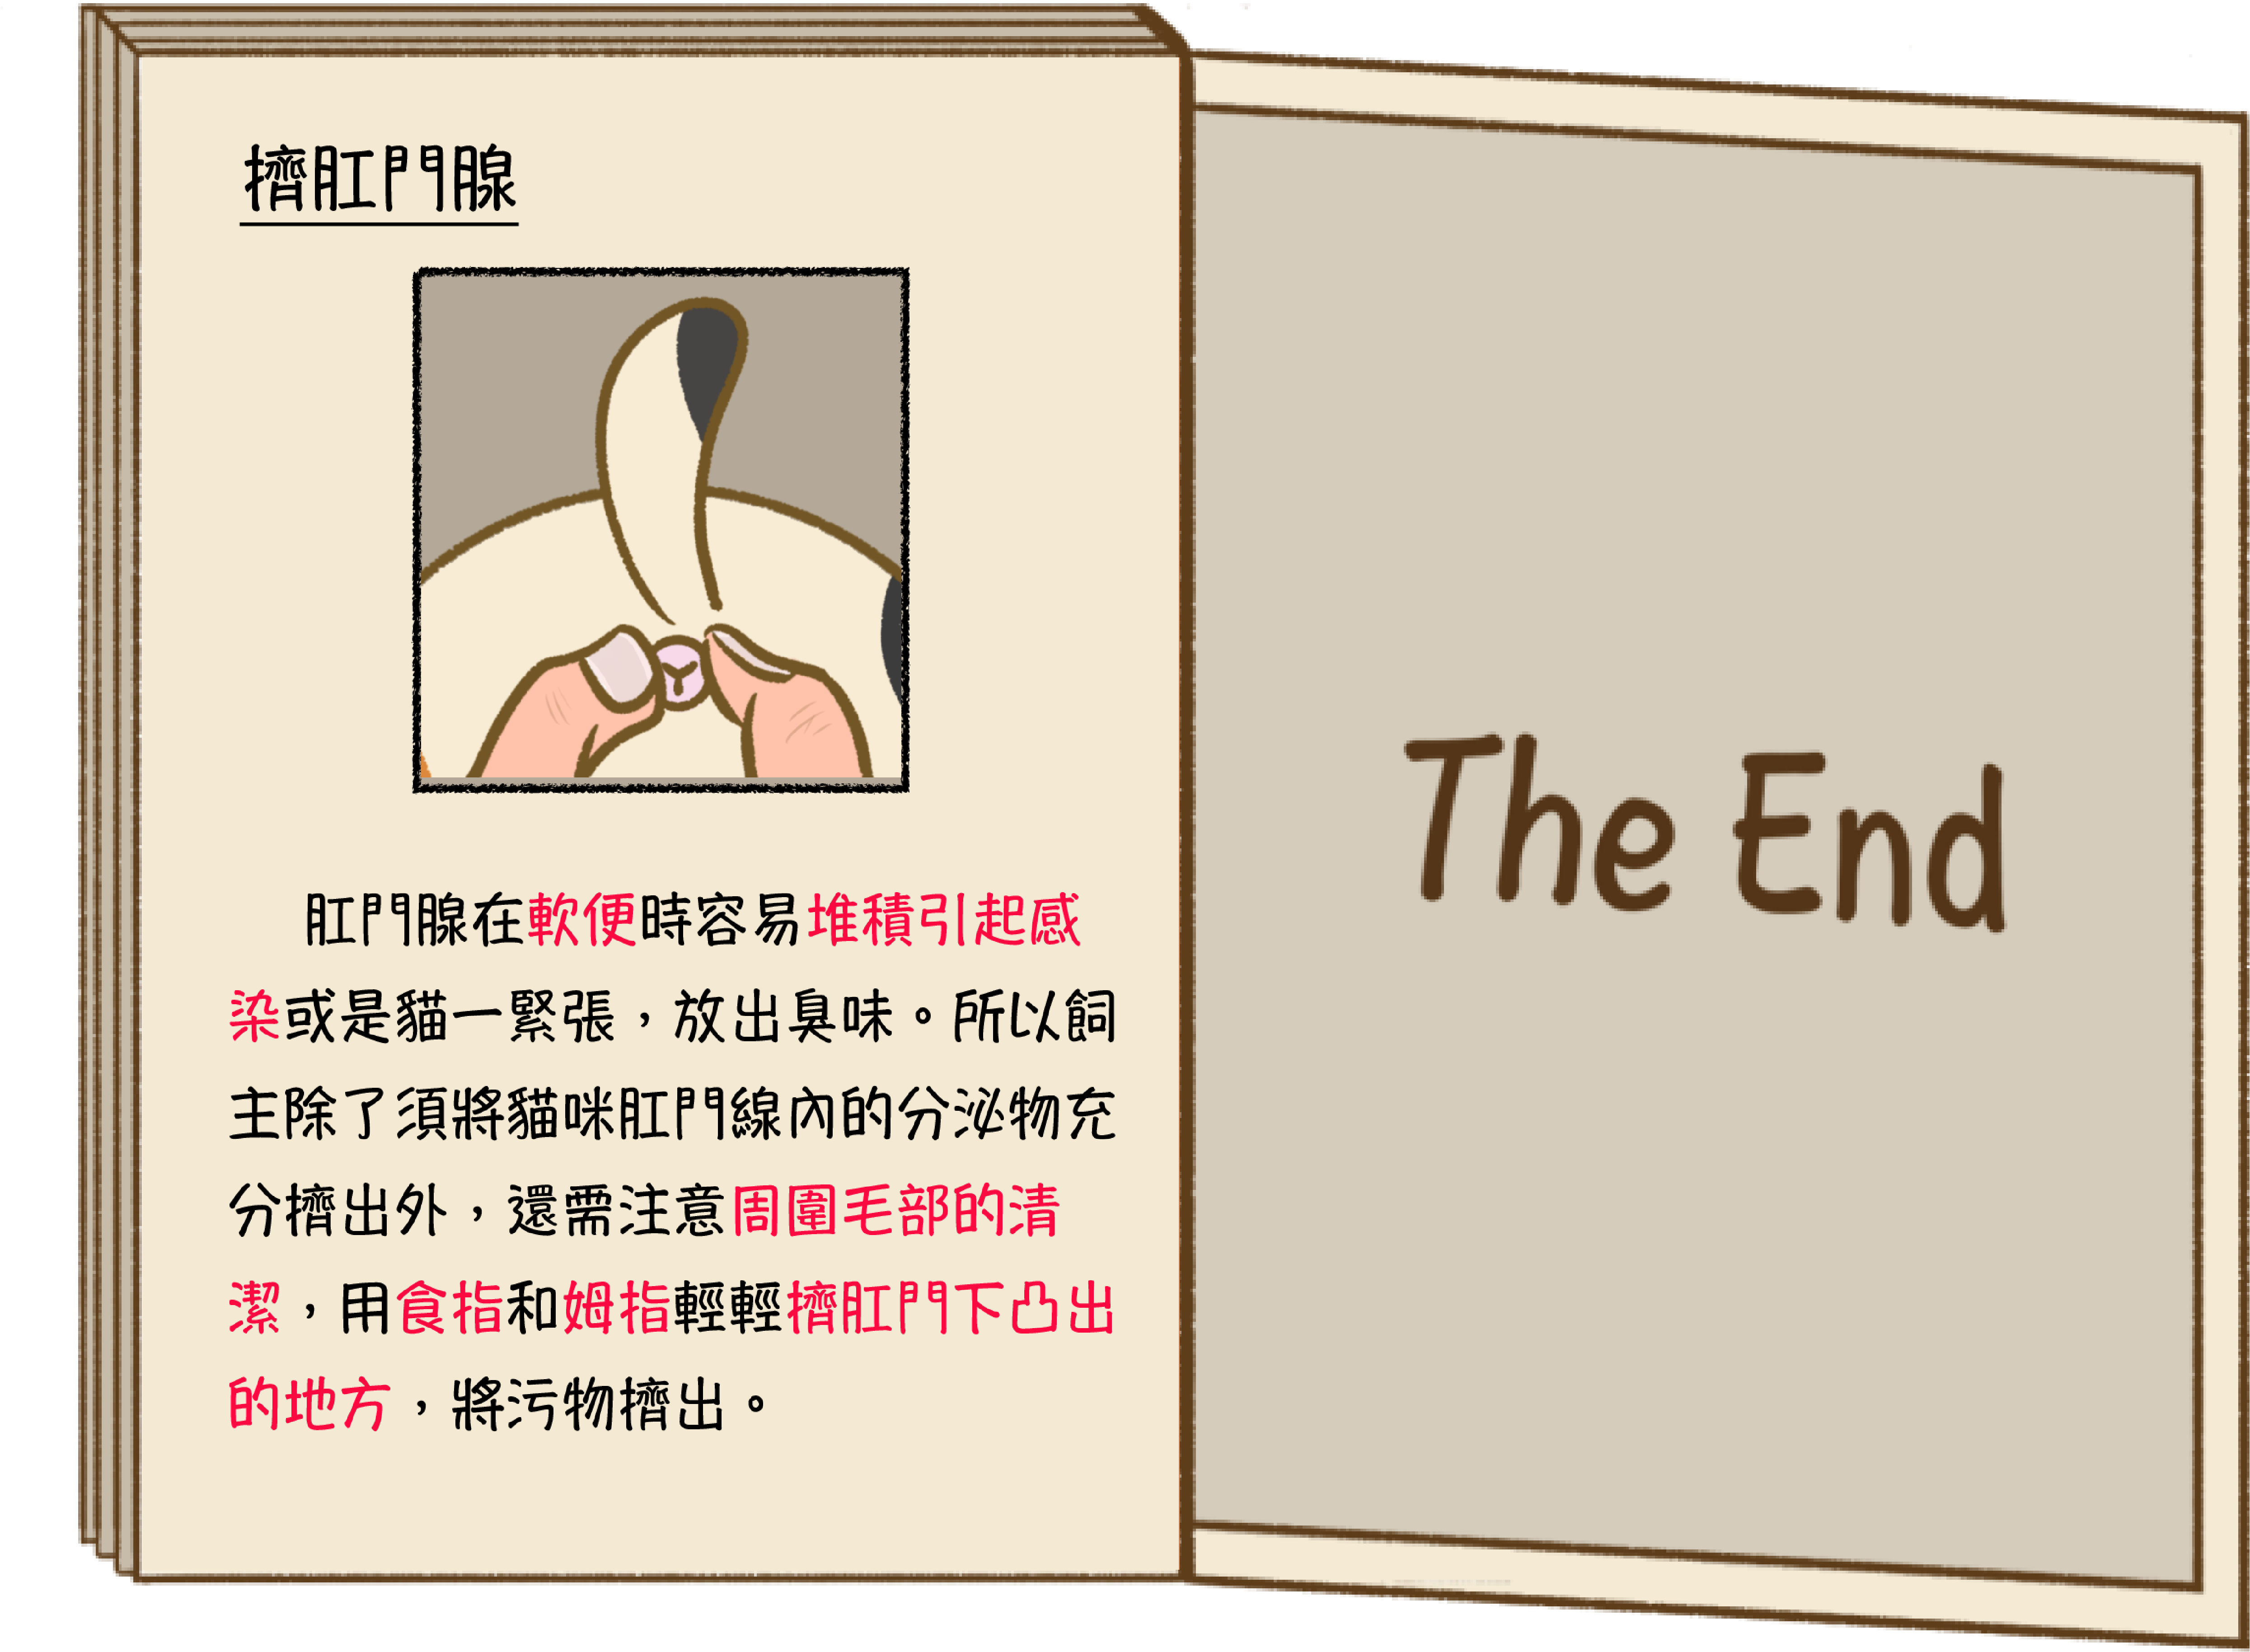 擠肛門腺
肛門腺在軟便時容易堆積引起感
染或是貓一緊張，放出臭味。所以飼
主除了須將貓咪肛門線內的分泌物充
分擠出外，還需注意周圍毛部的清
潔，用食指和姆指輕輕擠肛門下凸出
的地方，將污物擠出。
The End